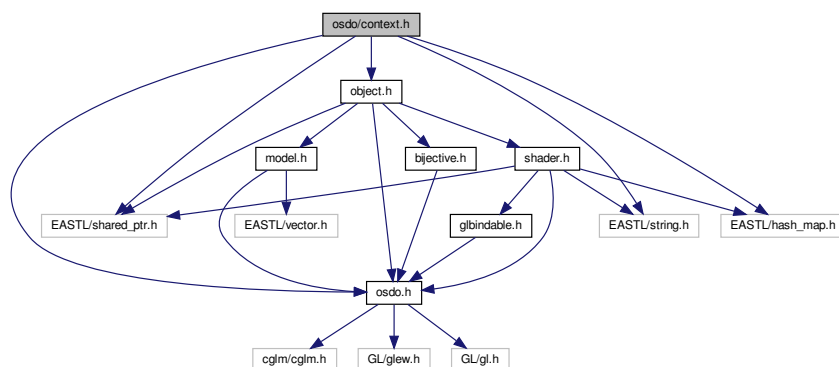 osdo/context.h
object.h
model.h
bijective.h
shader.h
EASTL/shared_ptr.h
EASTL/vector.h
glbindable.h
EASTL/string.h
EASTL/hash_map.h
osdo.h
cglm/cglm.h
GL/glew.h
GL/gl.h